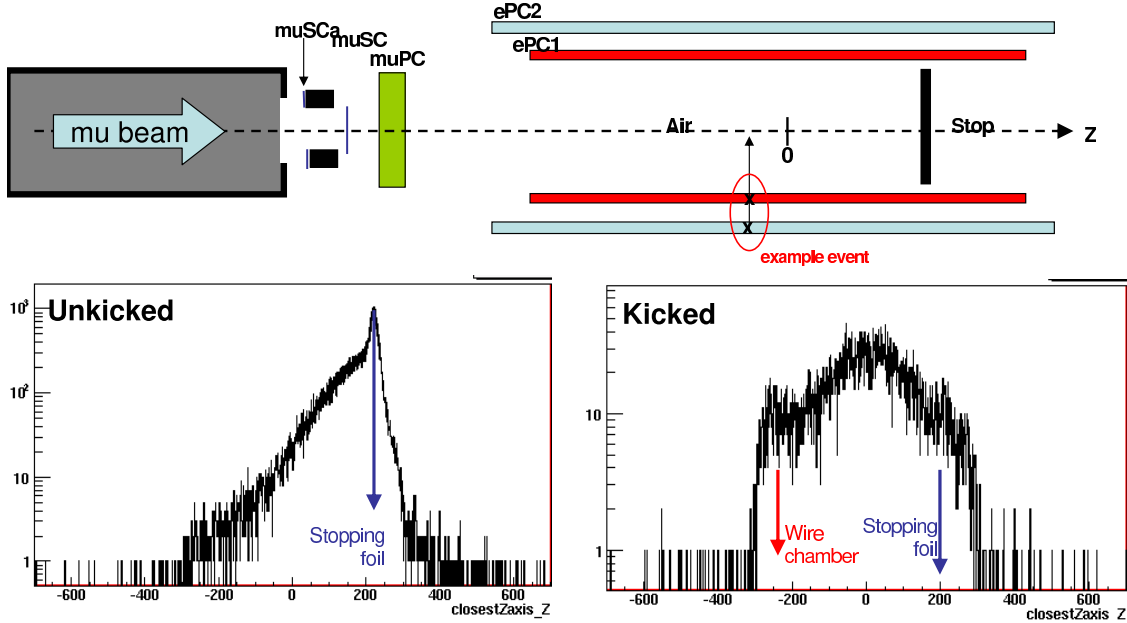 ePC2
muSCa
muSC
ePC1
muPC
mu beam
Air
Stop
Z
0
x
x
example event
Unkicked
10³
10²
10
1
Stopping
foil
-600 -400 -200 0 200 400 600
closestZaxis_Z
Kicked
10
1
Wire
chamber
Stopping
foil
-600 -400 -200 0 200 400 600
closestZaxis Z